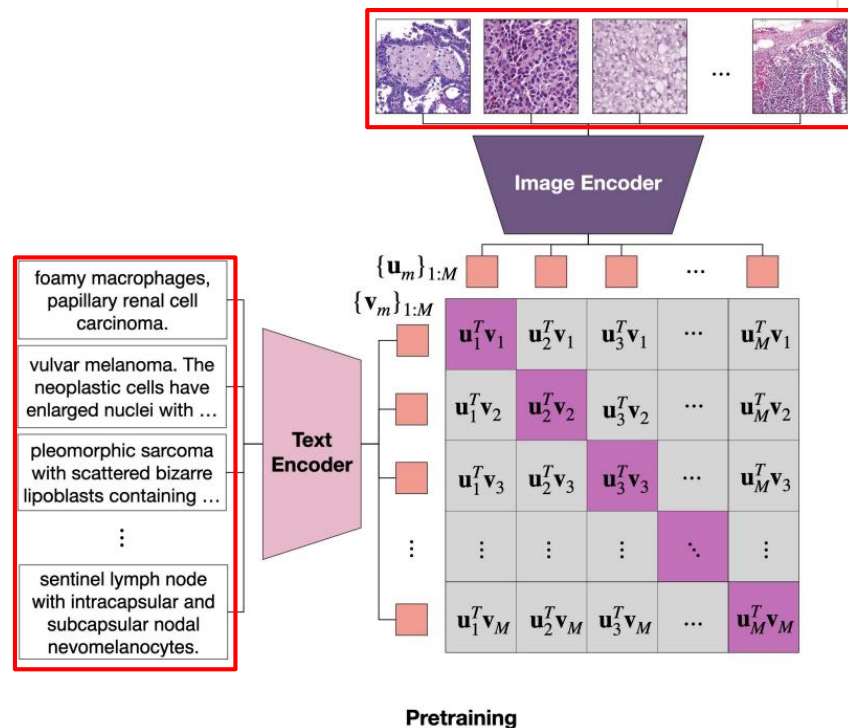 ...
Image Encoder
{u_m}_{1:M}
...
{v_m}_{1:M}
foamy macrophages,
papillary renal cell
carcinoma.
vulvar melanoma. The
neoplastic cells have
enlarged nuclei with ...
pleomorphic sarcoma
with scattered bizarre
lipoblasts containing ...
⋮
sentinel lymph node
with intracapsular and
subcapsular nodal
nevomelanocytes.
Text
Encoder
⋮
u_1^T v_1 u_2^T v_1 u_3^T v_1 ... u_M^T v_1
u_1^T v_2 u_2^T v_2 u_3^T v_2 ... u_M^T v_2
u_1^T v_3 u_2^T v_3 u_3^T v_3 ... u_M^T v_3
⋮ ⋮ ⋮ ⋱ ⋮
u_1^T v_M u_2^T v_M u_3^T v_M ... u_M^T v_M
Pretraining